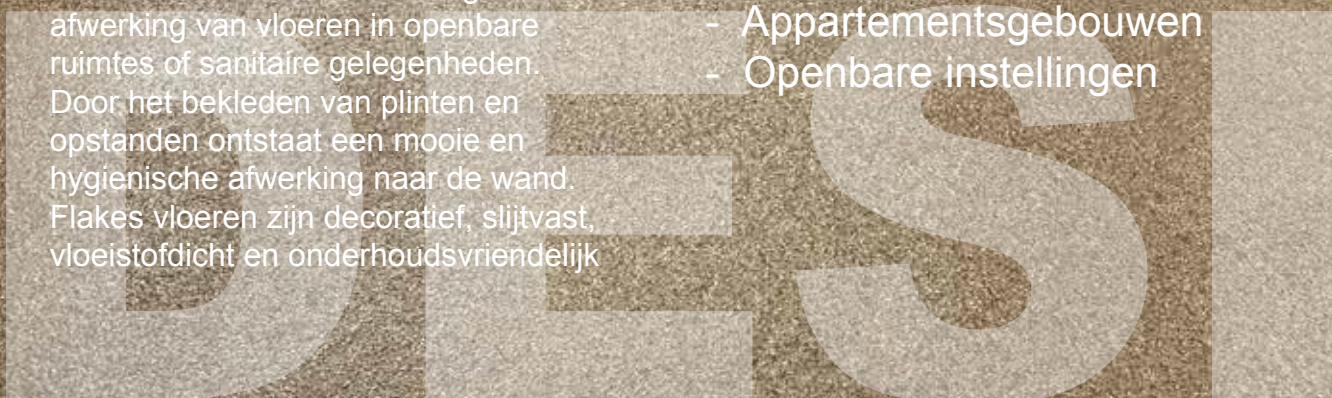 afwerking van vloeren in openbare
ruimtes of sanitaire gelegenheden.
Door het bekleden van plinten en
opstanden ontstaat een mooie en
hygienische afwerking naar de wand.
Flakes vloeren zijn decoratief, slijtvast,
vloeistofdicht en onderhoudsvriendelijk
- Appartementsgebouwen
- Openbare instellingen
DES